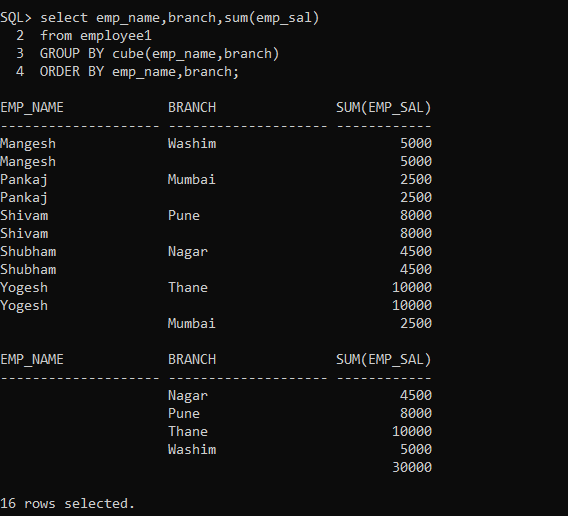 SQL> select emp_name,branch,sum(emp_sal)
  2  from employee1
  3  GROUP BY cube(emp_name,branch)
  4  ORDER BY emp_name,branch;

EMP_NAME             BRANCH               SUM(EMP_SAL)
-------------------- -------------------- ------------
Mangesh              Washim                       5000
Mangesh                                           5000
Pankaj               Mumbai                       2500
Pankaj                                            2500
Shivam               Pune                         8000
Shivam                                            8000
Shubham              Nagar                        4500
Shubham                                           4500
Yogesh               Thane                       10000
Yogesh                                           10000
                     Mumbai                       2500

EMP_NAME             BRANCH               SUM(EMP_SAL)
-------------------- -------------------- ------------
                     Nagar                        4500
                     Pune                         8000
                     Thane                       10000
                     Washim                       5000
                                                 30000

16 rows selected.